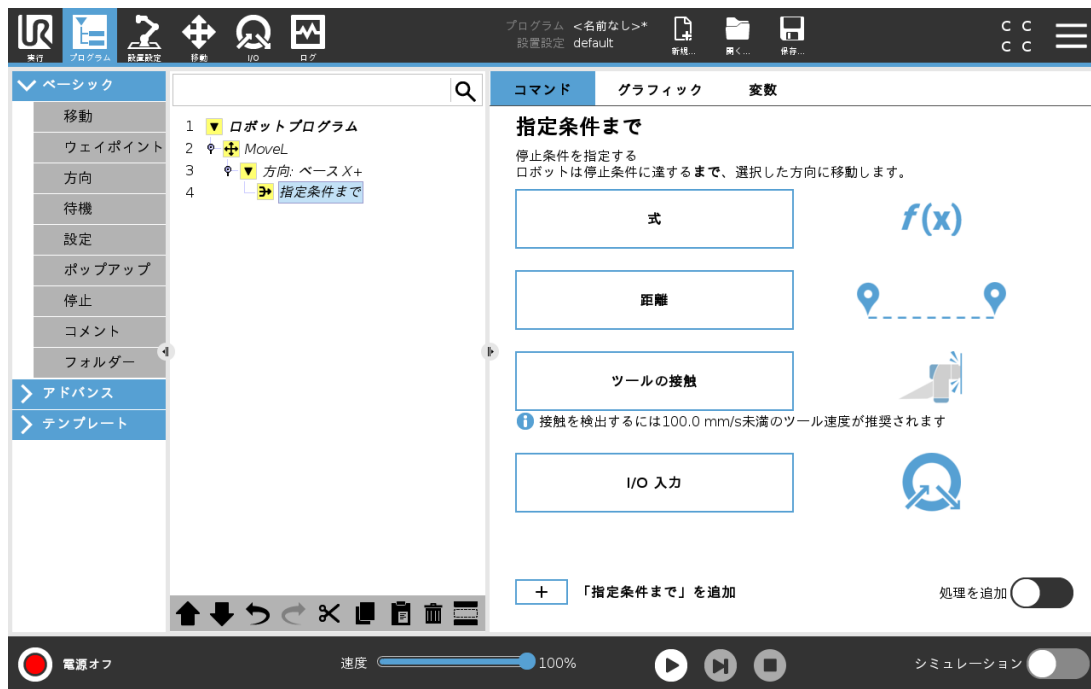 プログラム <名前なし>*
設置設定 default
実行
プログラム
設置設定
移動
I/O
ログ
新規...
開く...
保存...
C C
C C
ベーシック
移動
ウェイポイント
方向
待機
設定
ポップアップ
停止
コメント
フォルダー
アドバンス
テンプレート
1 ロボットプログラム
2 MoveL
3 方向: ベース X+
4 指定条件まで
コマンド グラフィック 変数
指定条件まで
停止条件を指定する
ロボットは停止条件に達するまで、選択した方向に移動します。
式
f(x)
距離
ツールの接触
接触を検出するには100.0 mm/s未満のツール速度が推奨されます
I/O 入力
+ 「指定条件まで」を追加
処理を追加
電源オフ
速度 100%
シミュレーション